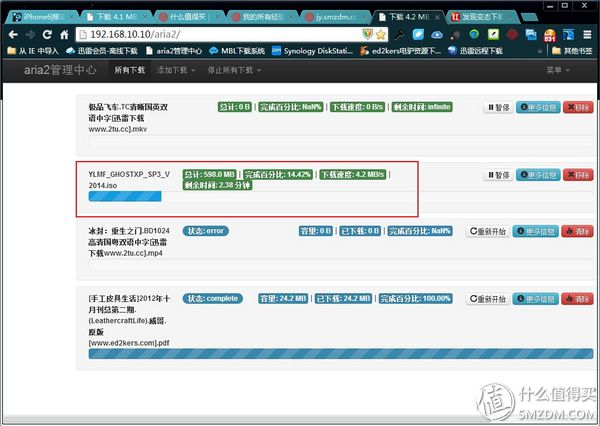 iPhone6|移
下载 4.1 M
什么值得买
我的所有经
jy.smzdm.c
下载 4.2 M
发现变态下
192.168.10.10/aria2/
531
从 IE 中导入
迅雷会员-离线下载
aria2管理中心
MBL下载系统
Synology DiskStati...
ed2kers电驴资源下...
迅雷远程下载
其他书签
aria2管理中心
所有下载
添加下载
停止所有下载
菜单
极品飞车.TC清晰国英双
语中字[迅雷下载
www.2tu.cc].mkv
总计: 0 B | 完成百分比: NaN% | 下载速度: 0 B/s | 剩余时间: infinite
暂停
更多信息
移除
YLMF_GHOSTXP_SP3_V
2014.iso
总计: 598.0 MB | 完成百分比: 14.42% | 下载速度: 4.2 MB/s |
剩余时间: 2.38 分钟
暂停
更多信息
移除
冰封：重生之门.BD1024
高清国粤双语中字[迅雷
下载www.2tu.cc].mp4
状态: error
容量: 0 B | 已下载: 0 B | 完成百分比: NaN%
重新开始
更多信息
清除
[手工皮具生活]2012年十
月刊总第二期.
(LeathercraftLife).威哥.
原版
[www.ed2kers.com].pdf
状态: complete
容量: 24.2 MB | 已下载: 24.2 MB | 完成百分比: 100.00%
重新开始
更多信息
清除
值 什么值得买
SMZDM.COM